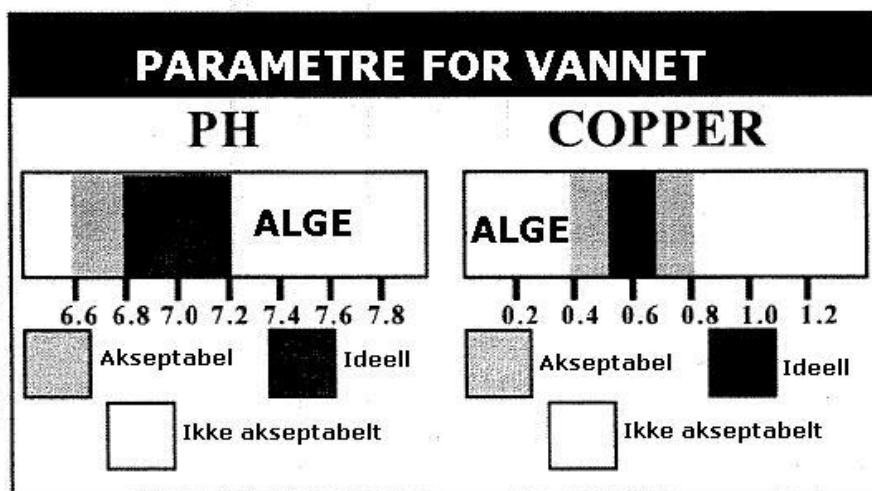 PARAMETRE FOR VANNET
PH
ALGE
6.6 6.8 7.0 7.2 7.4 7.6 7.8
Akseptabel
Ideell
Ikke akseptabelt
COPPER
ALGE
0.2 0.4 0.6 0.8 1.0 1.2
Akseptabel
Ideell
Ikke akseptabelt